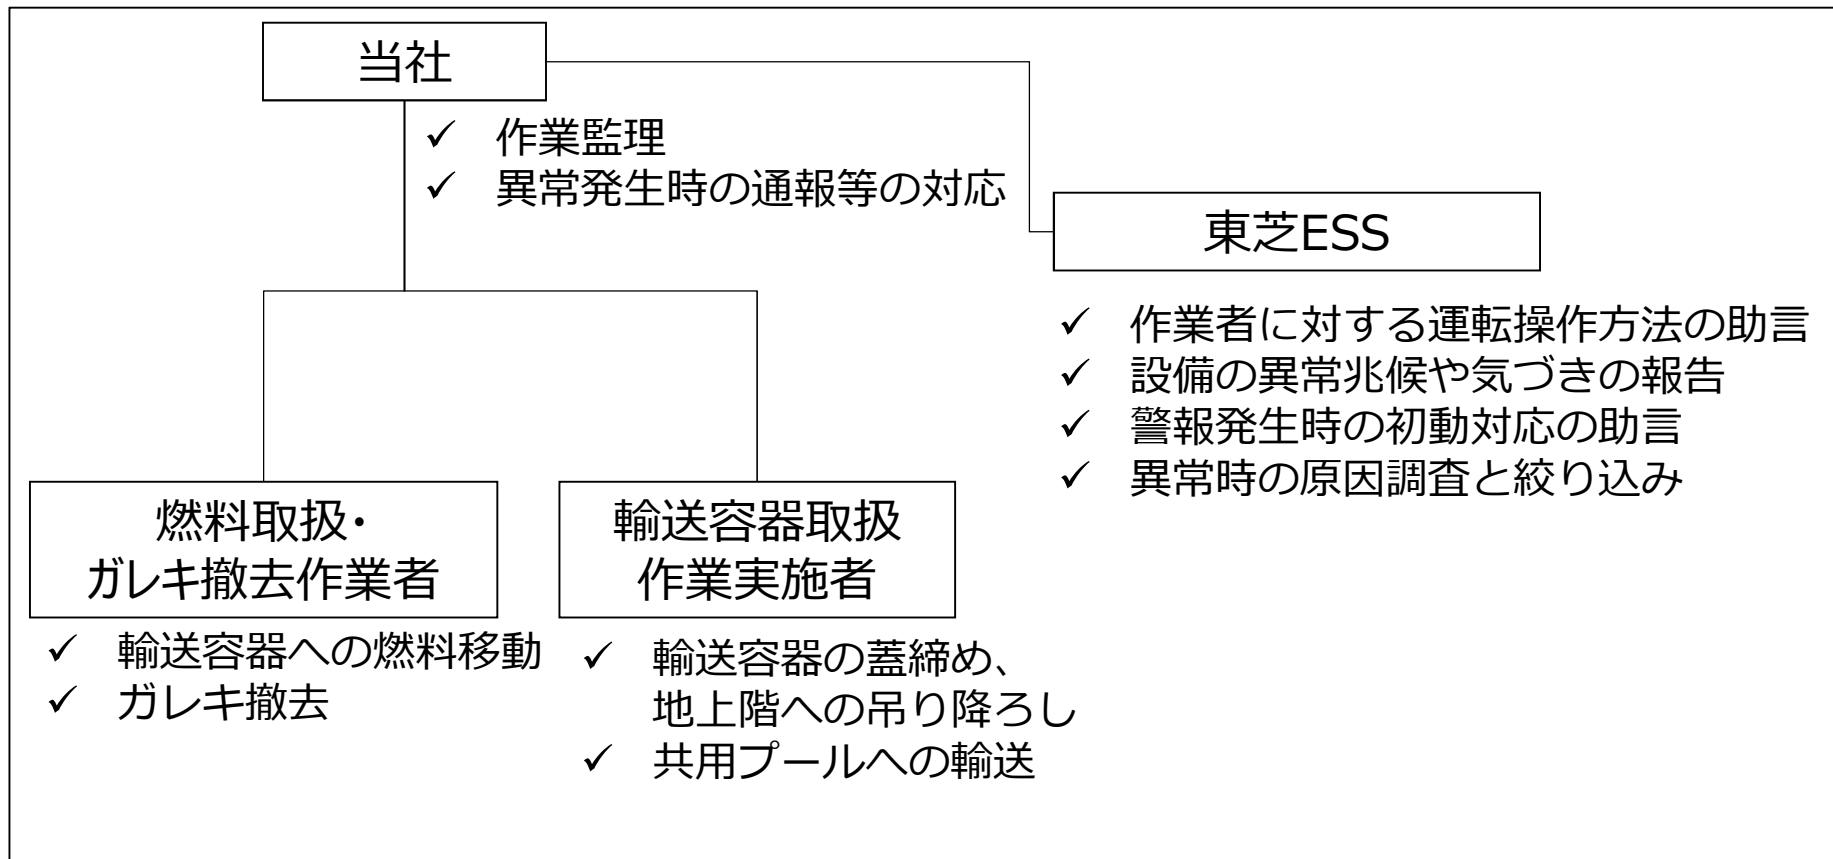 当社
✓ 作業監理
✓ 異常発生時の通報等の対応
東芝ESS
✓ 作業者に対する運転操作方法の助言
✓ 設備の異常兆候や気づきの報告
✓ 警報発生時の初動対応の助言
✓ 異常時の原因調査と絞り込み
燃料取扱・
ガレキ撤去作業者
✓ 輸送容器への燃料移動
✓ ガレキ撤去
輸送容器取扱
作業実施者
✓ 輸送容器の蓋締め、
地上階への吊り降ろし
✓ 共用プールへの輸送